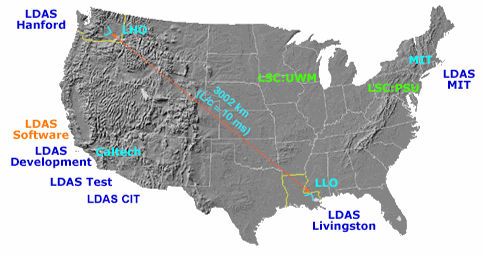 LDAS
Hanford
LHO
MIT
LDAS
MIT
LSC:UWM
LSC:PSU
3002 km
(L/c = 10 ms)
LDAS
Software
LDAS
Development
Caltech
LDAS Test
LDAS CIT
LLO
LDAS
Livingston